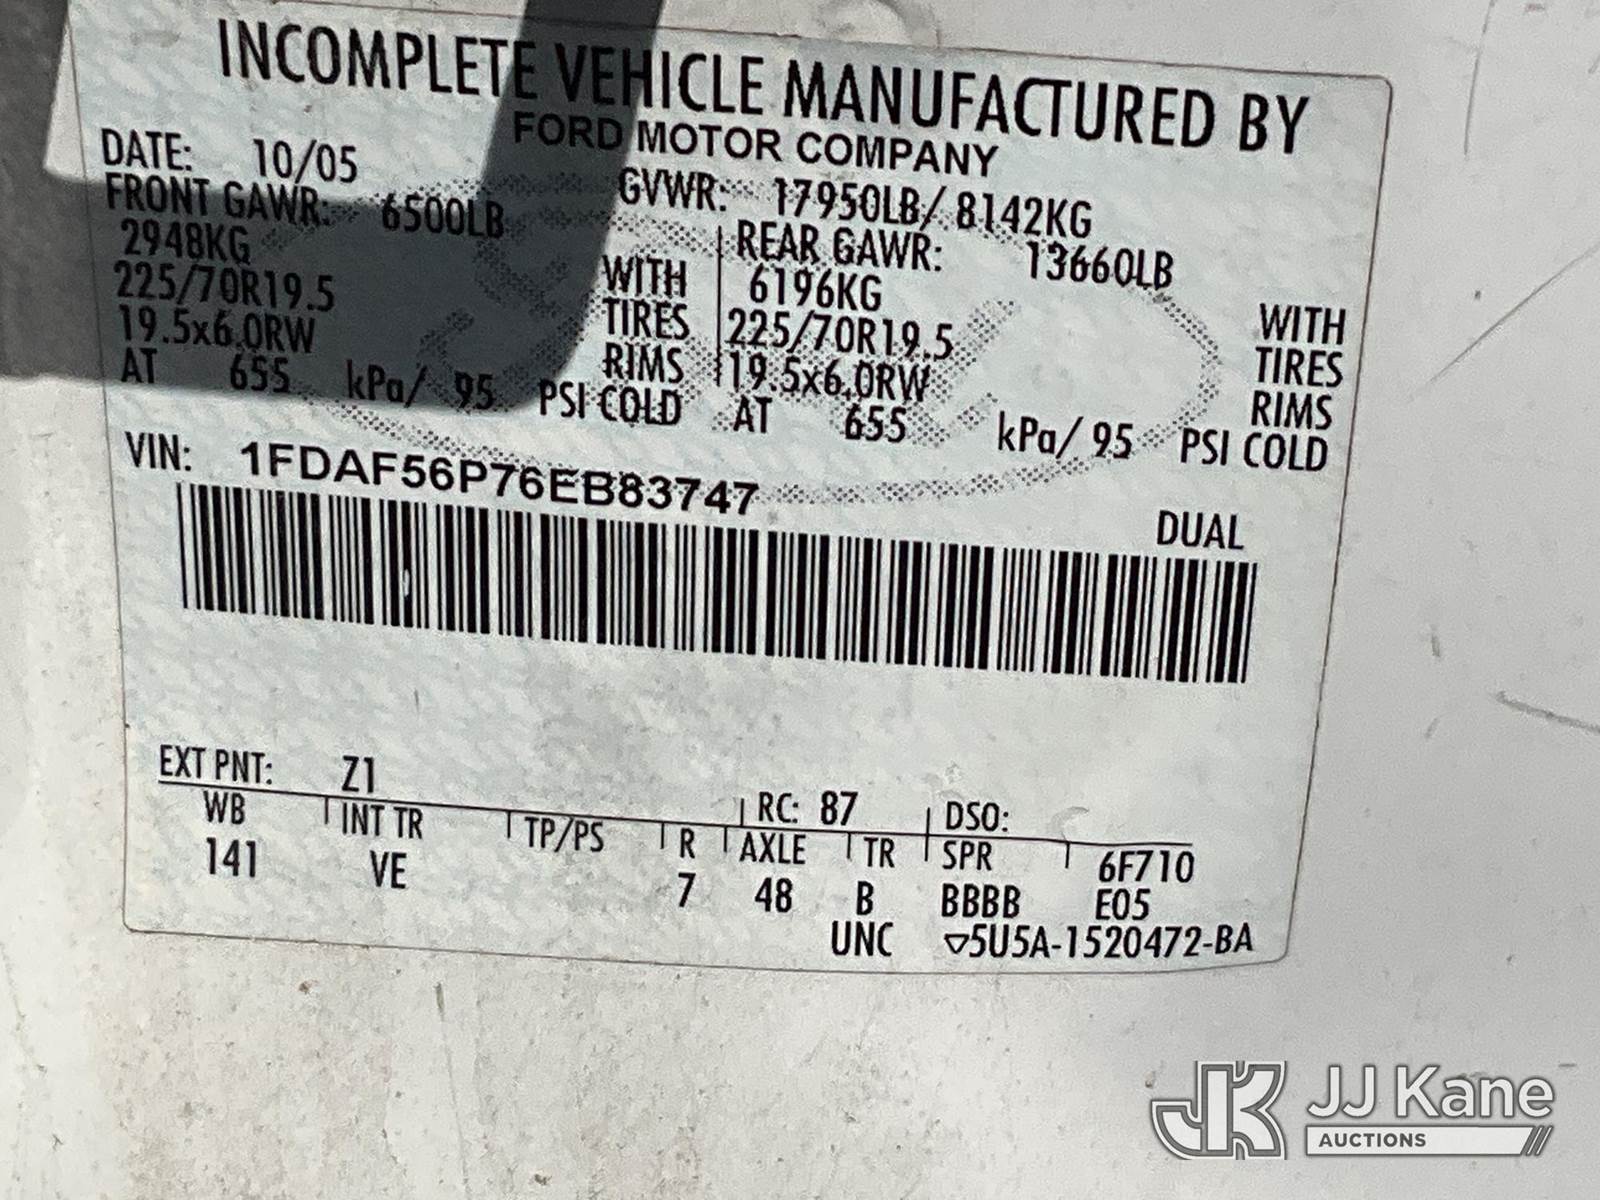 INCOMPLETE VEHICLE MANUFACTURED BY
FORD MOTOR COMPANY
DATE: 10/05 GVWR: 17950LB/ 8142KG
FRONT GAWR: 6500LB REAR GAWR: 13660LB
2948KG WITH 6196KG WITH
225/70R19.5 TIRES 225/70R19.5 TIRES
19.5x6.0RW RIMS 19.5x6.0RW RIMS
AT 655 kPa/ 95 PSI COLD AT 655 kPa/ 95 PSI COLD
VIN: 1FDAF56P76EB83747
DUAL
EXT PNT: Z1 RC: 87 DSO:
WB INT TR TP/PS R AXLE TR SPR 6F710
141 VE 7 48 B BBBB E05
UNC ▽5U5A-1520472-BA
JK JJ Kane
AUCTIONS